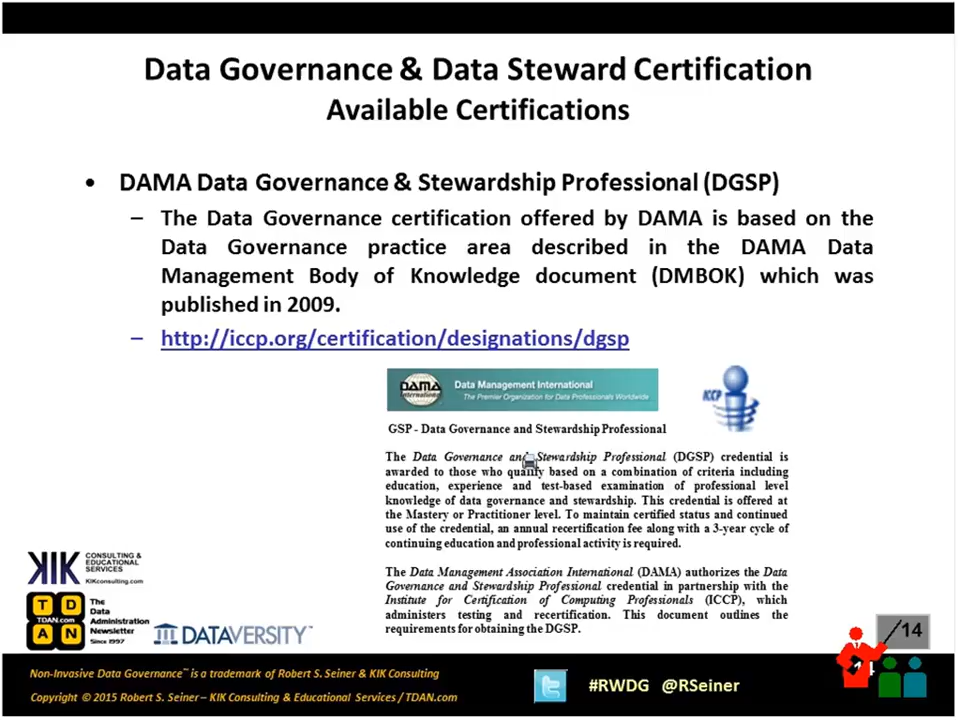 Data Governance & Data Steward Certification
Available Certifications
• DAMA Data Governance & Stewardship Professional (DGSP)
– The Data Governance certification offered by DAMA is based on the
Data Governance practice area described in the DAMA Data
Management Body of Knowledge document (DMBOK) which was
published in 2009.
– http://iccp.org/certification/designations/dgsp
DAMA
International
Data Management International
The Premier Organization for Data Professionals Worldwide
ICCP
GSP - Data Governance and Stewardship Professional
The Data Governance and Stewardship Professional (DGSP) credential is
awarded to those who qualify based on a combination of criteria including
education, experience and test-based examination of professional level
knowledge of data governance and stewardship. This credential is offered at
the Mastery or Practitioner level. To maintain certified status and continued
use of the credential, an annual recertification fee along with a 3-year cycle of
continuing education and professional activity is required.
The Data Management Association International (DAMA) authorizes the Data
Governance and Stewardship Professional credential in partnership with the
Institute for Certification of Computing Professionals (ICCP), which
administers testing and recertification. This document outlines the
requirements for obtaining the DGSP.
KIK
CONSULTING &
EDUCATIONAL
SERVICES
KIKconsulting.com
T D
TDAN.com
A N
The
Data
Administration
Newsletter
Since 1997
DATAVERSITY™
/14
14
Non-Invasive Data Governance™ is a trademark of Robert S. Seiner & KIK Consulting
Copyright © 2015 Robert S. Seiner – KIK Consulting & Educational Services / TDAN.com
#RWDG @RSeiner